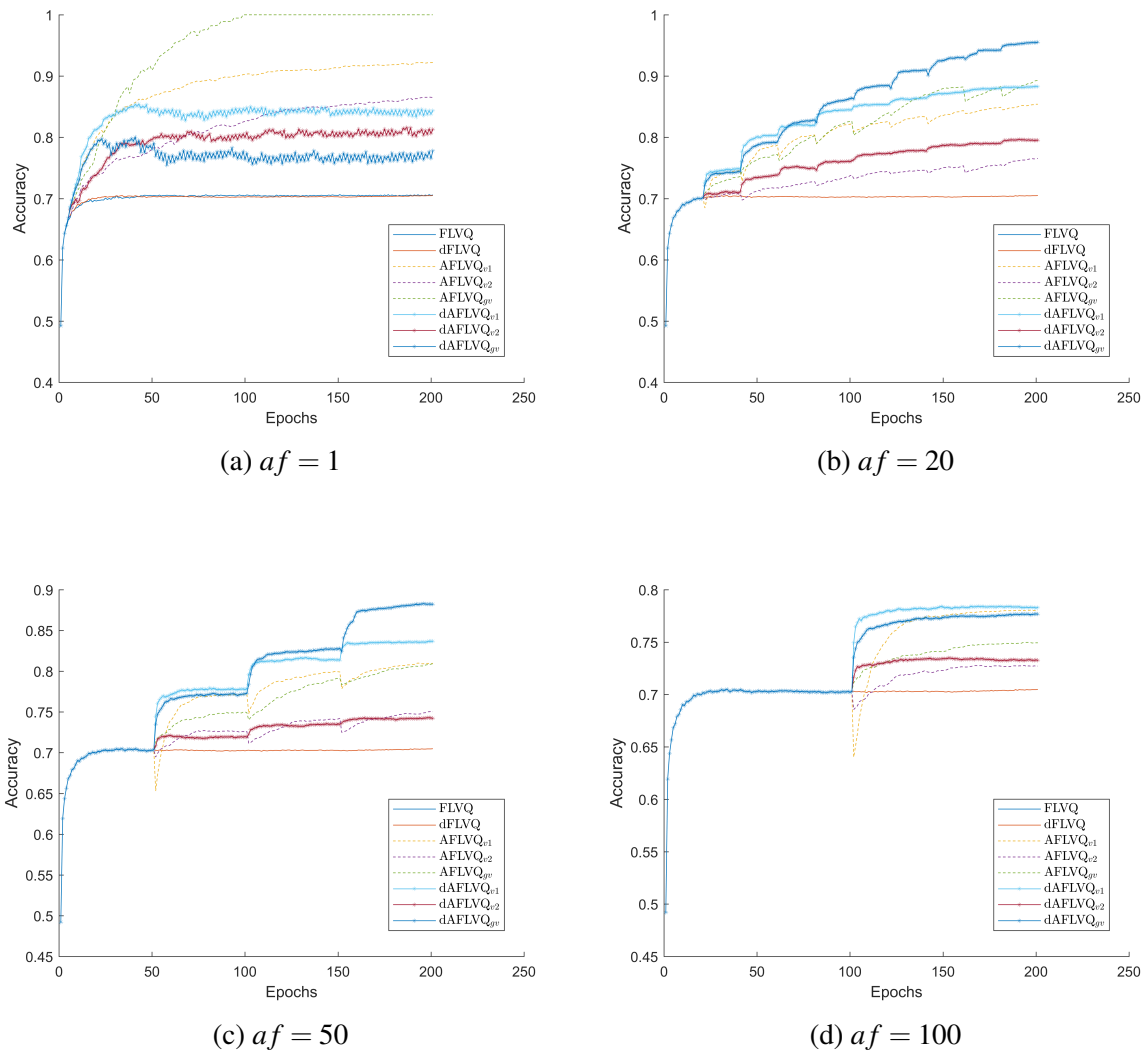 1
0.9
0.8
0.7
0.6
0.5
0.4
Accuracy
0 50 100 150 200 250
Epochs
FLVQ
dFLVQ
AFLVQv1
AFLVQv2
AFLVQgv
dAFLVQv1
dAFLVQv2
dAFLVQgv
(a) af = 1
1
0.9
0.8
0.7
0.6
0.5
0.4
Accuracy
0 50 100 150 200 250
Epochs
FLVQ
dFLVQ
AFLVQv1
AFLVQv2
AFLVQgv
dAFLVQv1
dAFLVQv2
dAFLVQgv
(b) af = 20
0.9
0.85
0.8
0.75
0.7
0.65
0.6
0.55
0.5
0.45
Accuracy
0 50 100 150 200 250
Epochs
FLVQ
dFLVQ
AFLVQv1
AFLVQv2
AFLVQgv
dAFLVQv1
dAFLVQv2
dAFLVQgv
(c) af = 50
0.8
0.75
0.7
0.65
0.6
0.55
0.5
0.45
Accuracy
0 50 100 150 200 250
Epochs
FLVQ
dFLVQ
AFLVQv1
AFLVQv2
AFLVQgv
dAFLVQv1
dAFLVQv2
dAFLVQgv
(d) af = 100